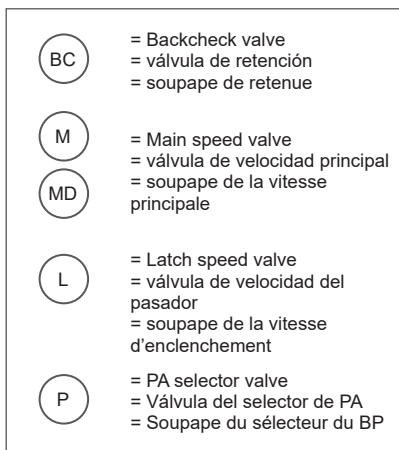 BC
= Backcheck valve
= válvula de retención
= soupape de retenue
M
MD
= Main speed valve
= válvula de velocidad principal
= soupape de la vitesse
principale
L
= Latch speed valve
= válvula de velocidad del
pasador
= soupape de la vitesse
d'enclenchement
P
= PA selector valve
= Válvula del selector de PA
= Soupape du sélecteur du BP